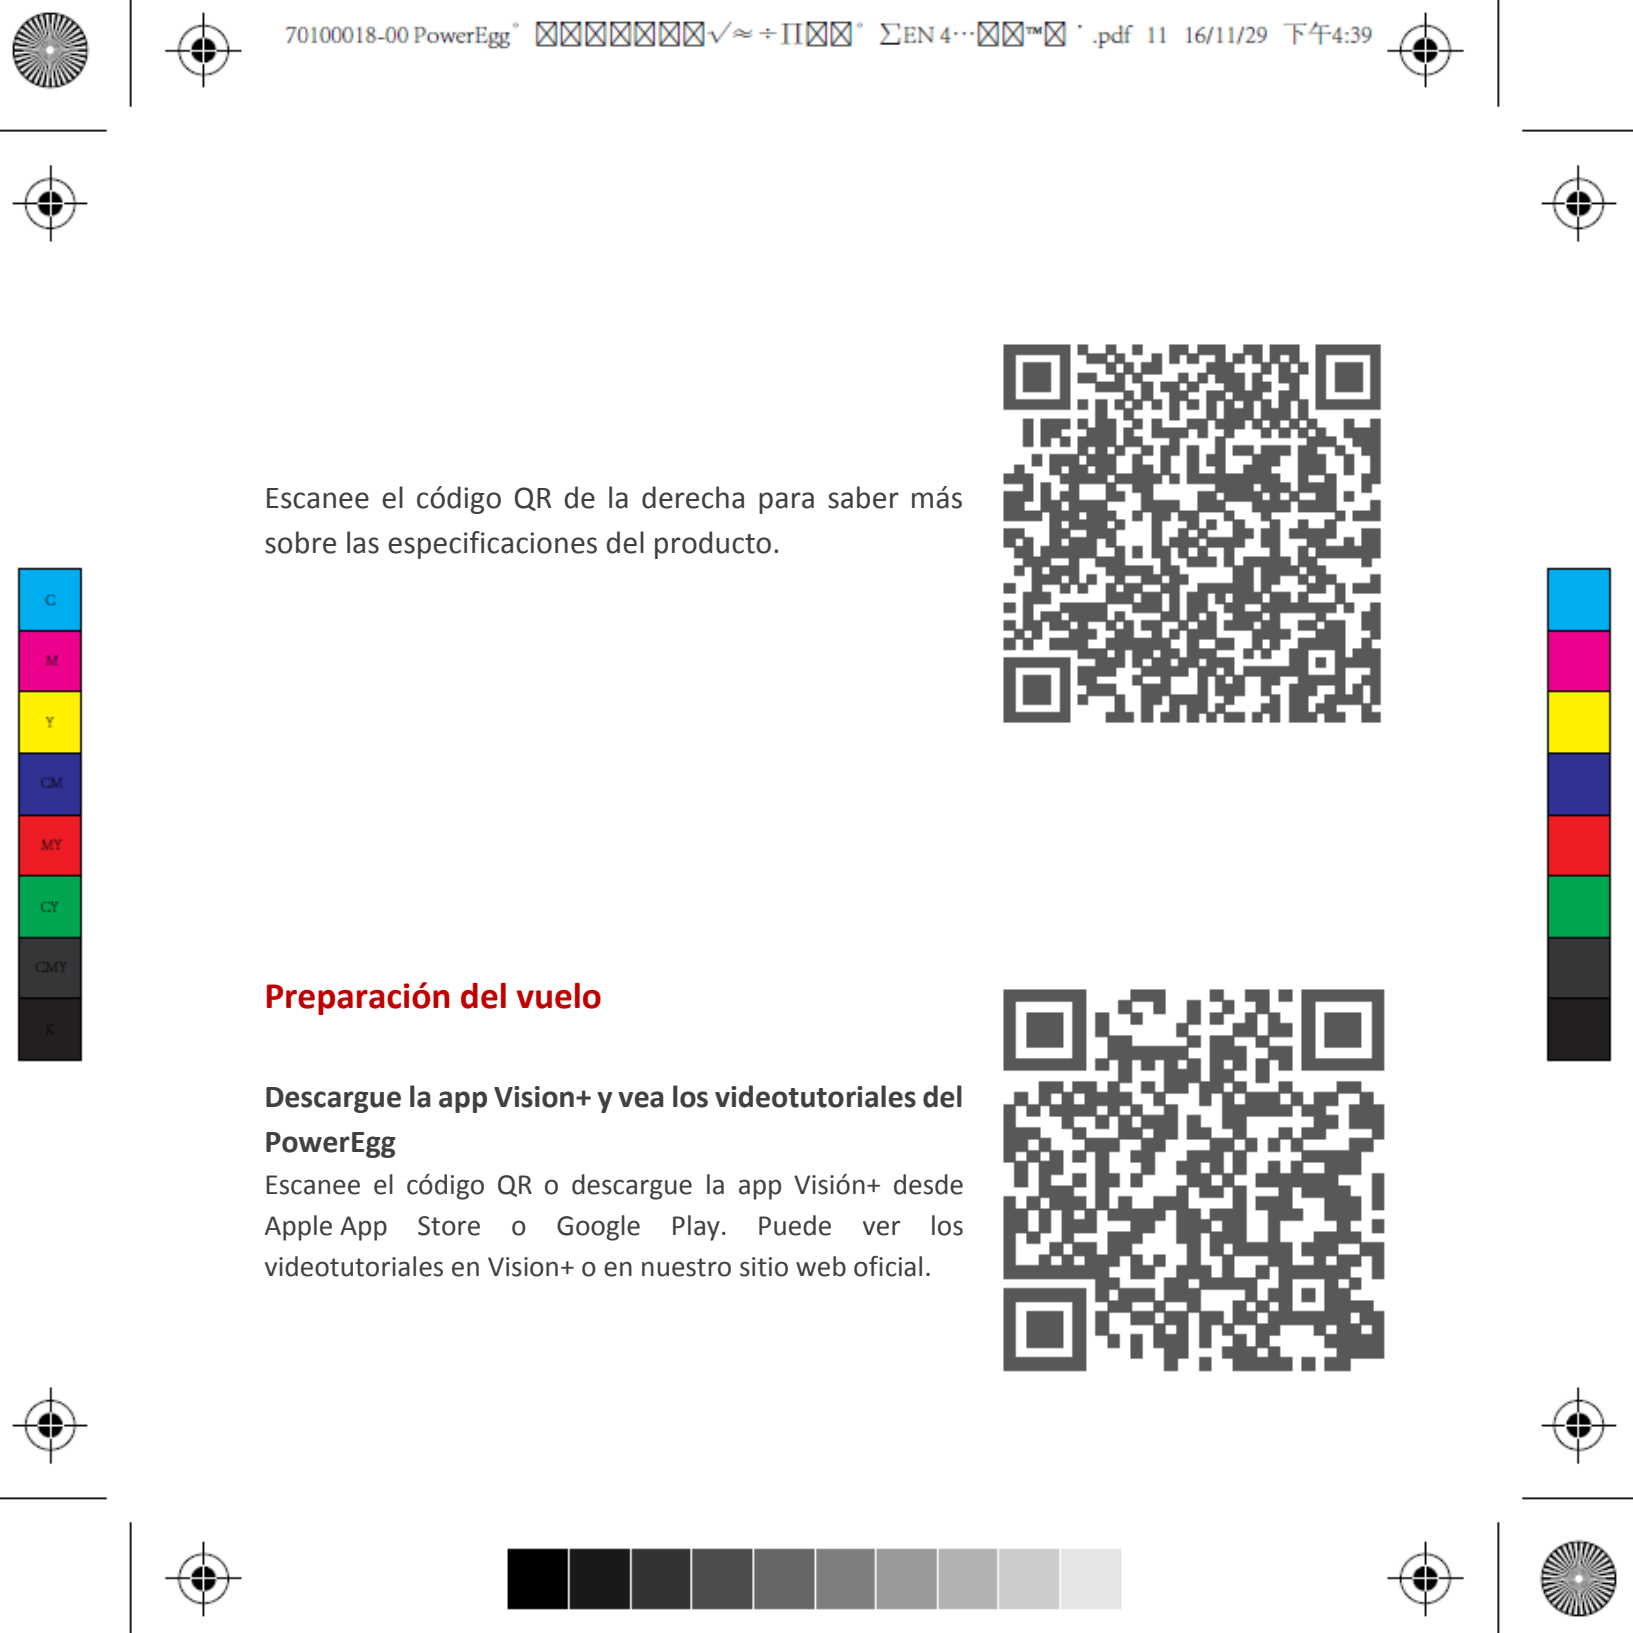 70100018-00 PowerEgg° √≈÷∏ ° ∑EN 4…™ ˙.pdf 11 16/11/29 下午4:39
Escanee el código QR de la derecha para saber más
sobre las especificaciones del producto.
C
M
Y
CM
MY
CY
CMY
K
Preparación del vuelo
Descargue la app Vision+ y vea los videotutoriales del
PowerEgg
Escanee el código QR o descargue la app Visión+ desde
Apple App Store o Google Play. Puede ver los
videotutoriales en Vision+ o en nuestro sitio web oficial.